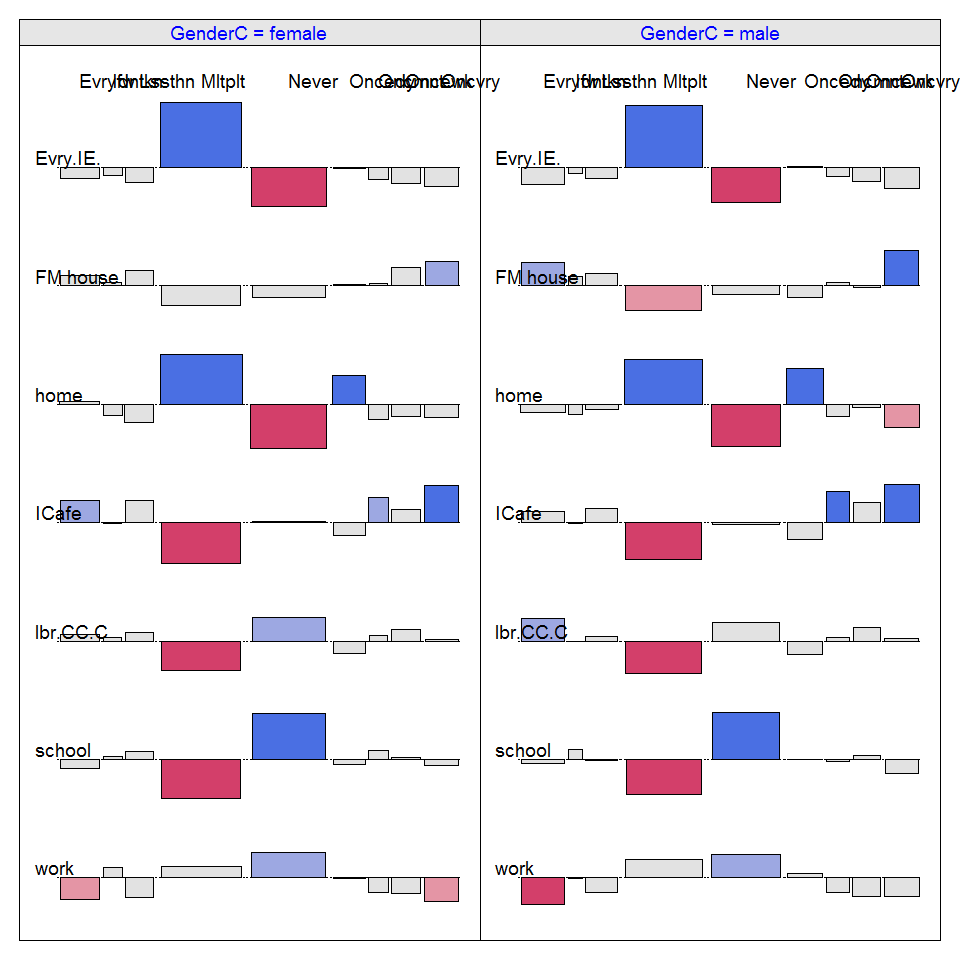 GenderC = female
GenderC = male
Mltplt Never
Mltplt Never
Evry.IE.
Evry.IE.
FM house
FM house
home
home
ICafe
ICafe
lbr.CC.C
lbr.CC.C
school
school
work
work